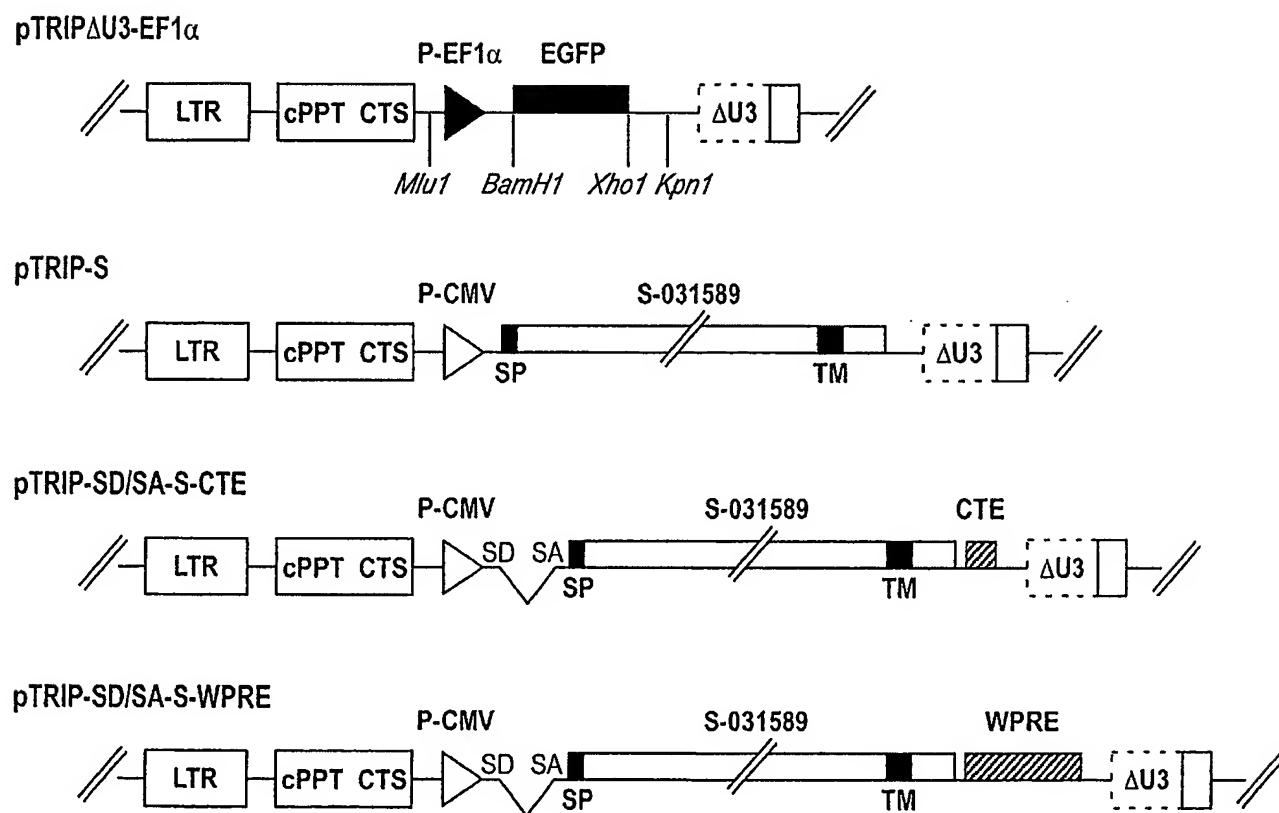 pTRIPΔU3-EF1α
P-EF1α EGFP
LTR cPPT CTS ΔU3
Mlu1 BamH1 Xho1 Kpn1
pTRIP-S
P-CMV S-031589
LTR cPPT CTS ΔU3
SP TM
pTRIP-SD/SA-S-CTE
P-CMV S-031589 CTE
SD SA
LTR cPPT CTS ΔU3
SP TM
pTRIP-SD/SA-S-WPRE
P-CMV S-031589 WPRE
SD SA
LTR cPPT CTS ΔU3
SP TM